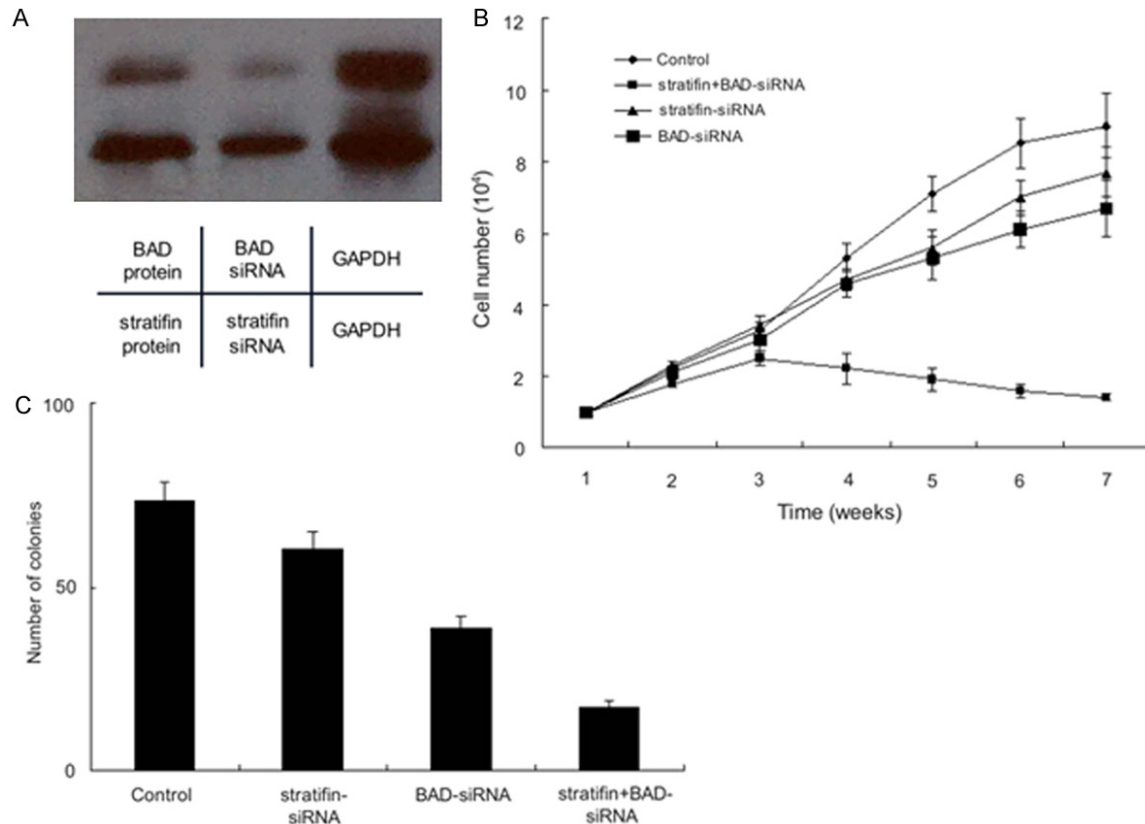 A
BAD
protein
BAD
siRNA
GAPDH
stratifin
protein
stratifin
siRNA
GAPDH
B
12
10
8
6
4
2
0
Cell number (10⁴)
Control
stratifin+BAD-siRNA
stratifin-siRNA
BAD-siRNA
1 2 3 4 5 6 7
Time (weeks)
C
100
50
0
Number of colonies
Control
stratifin-
siRNA
BAD-siRNA
stratifin+BAD-
siRNA